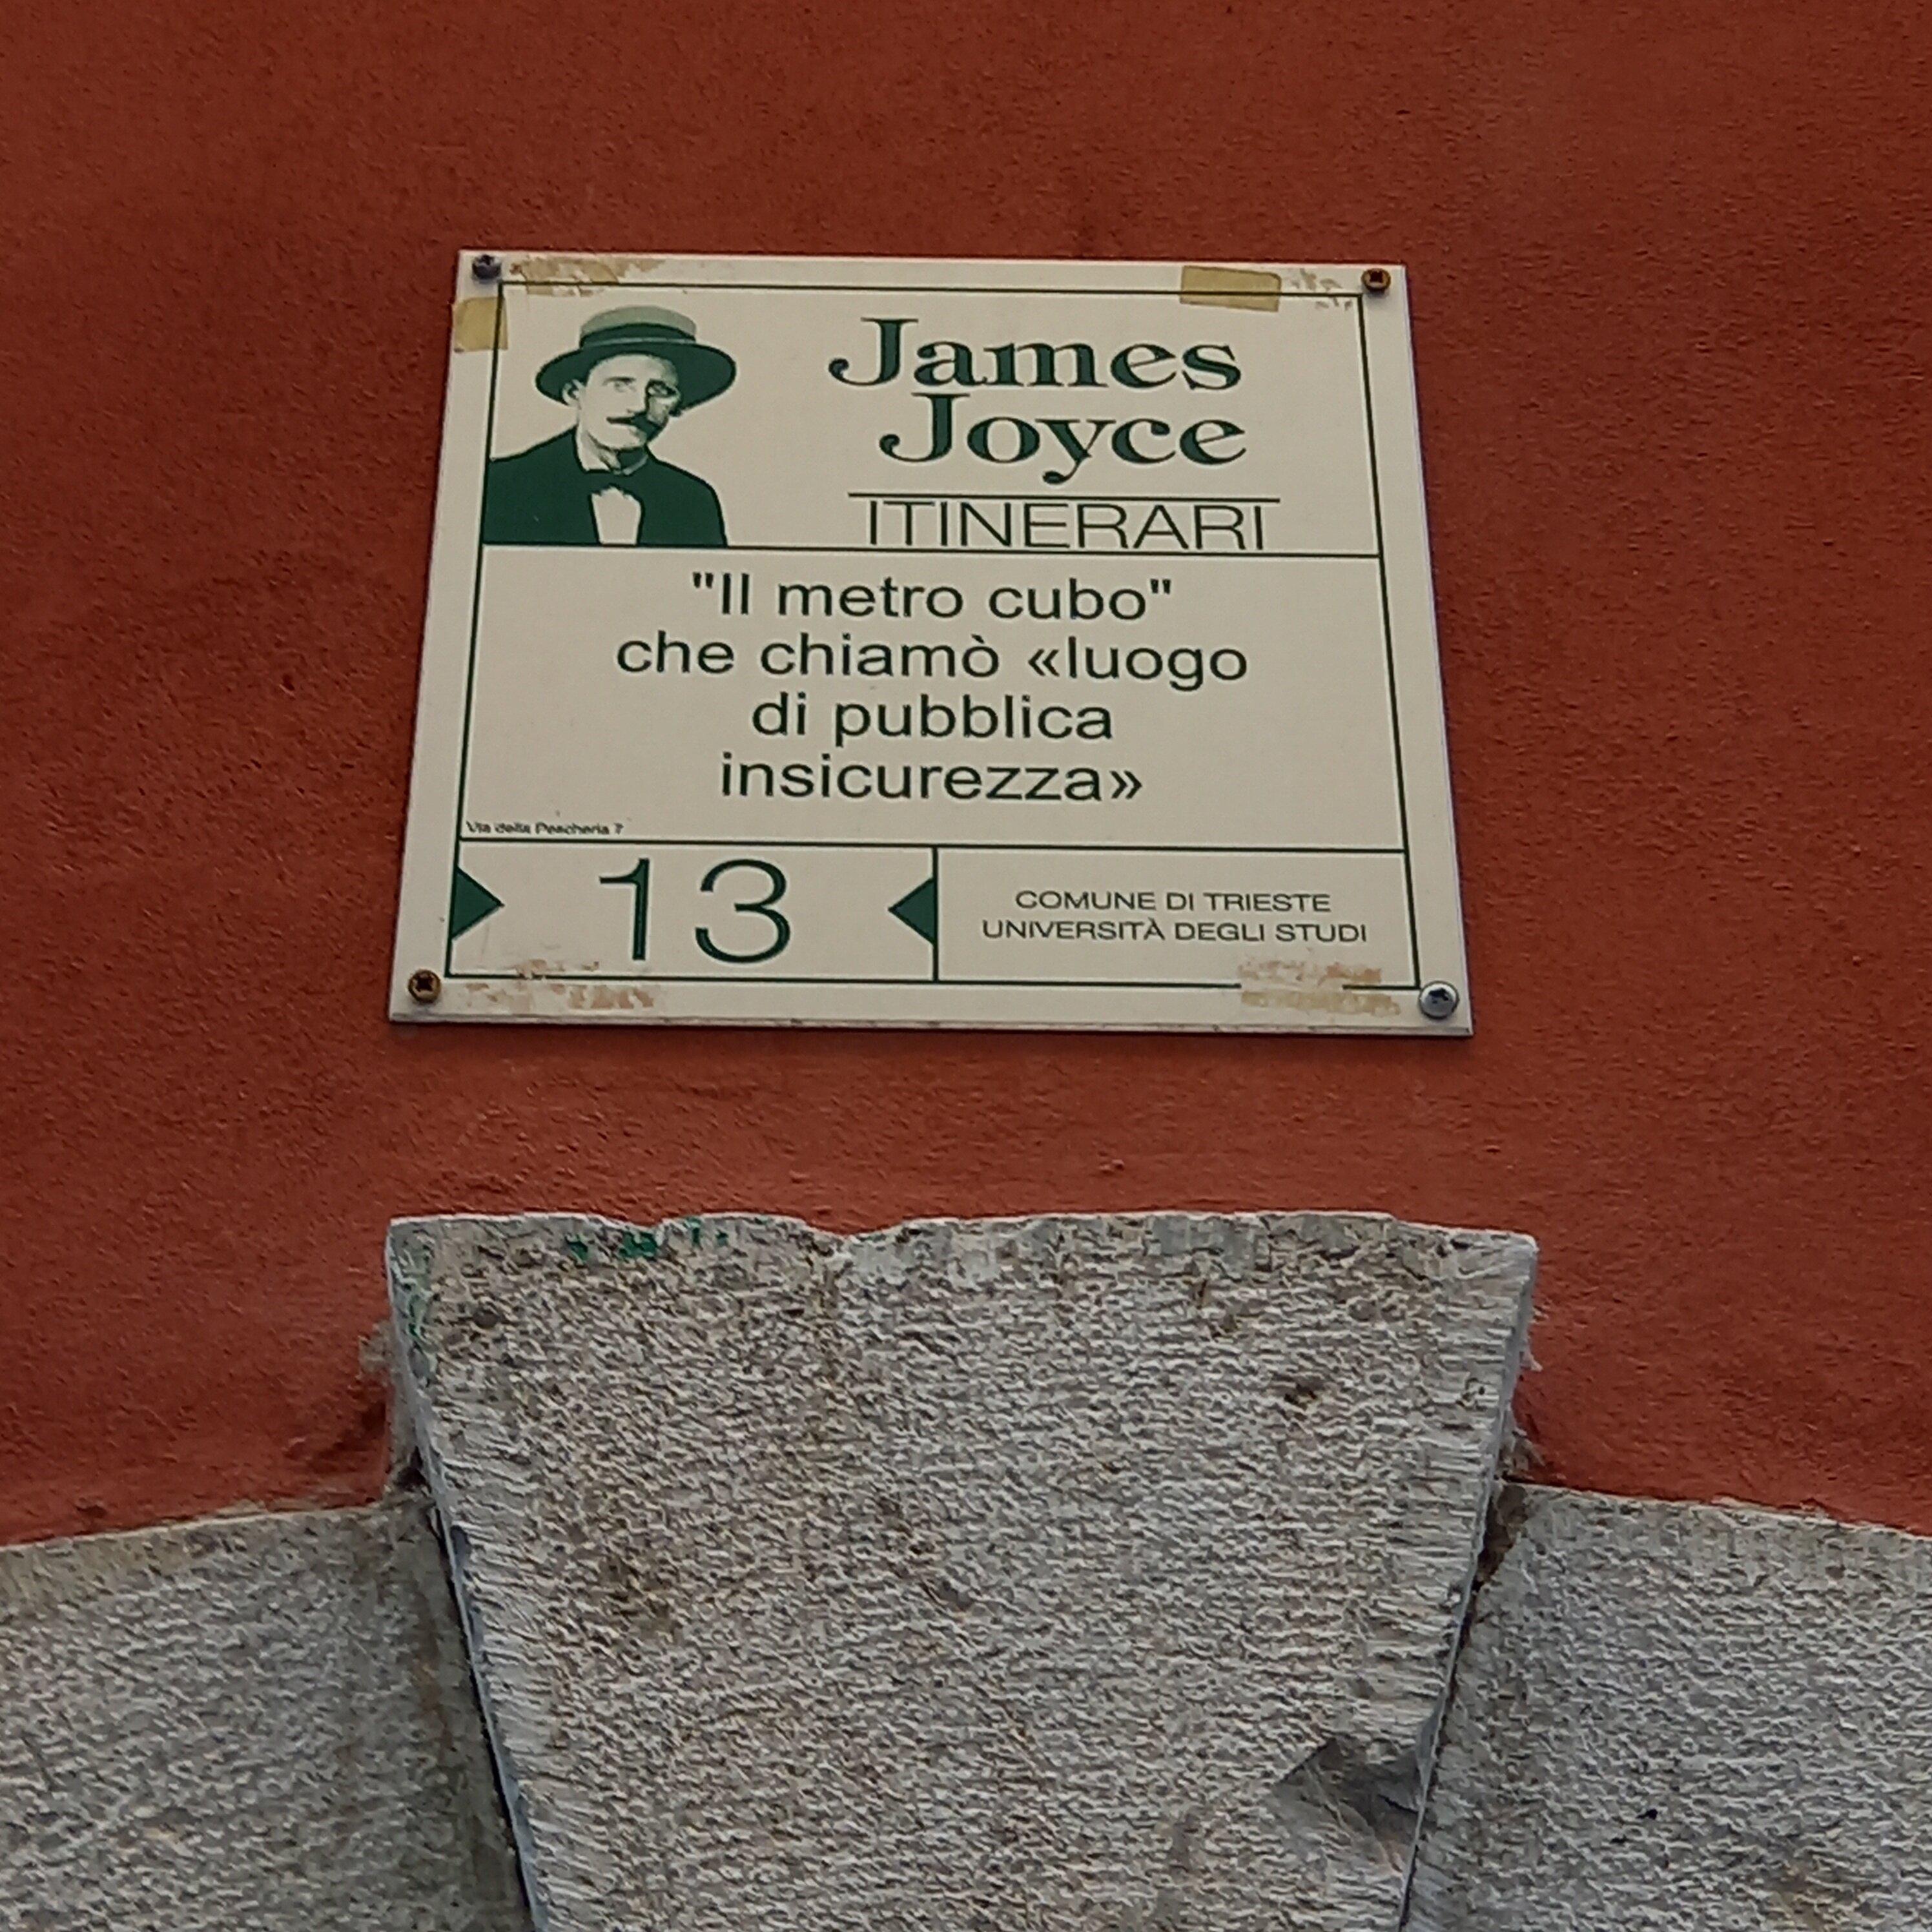 James
Joyce
ITINERARI
"Il metro cubo"
che chiamò «luogo
di pubblica
insicurezza»
Via della Pescheria 7
13
COMUNE DI TRIESTE
UNIVERSITÀ DEGLI STUDI